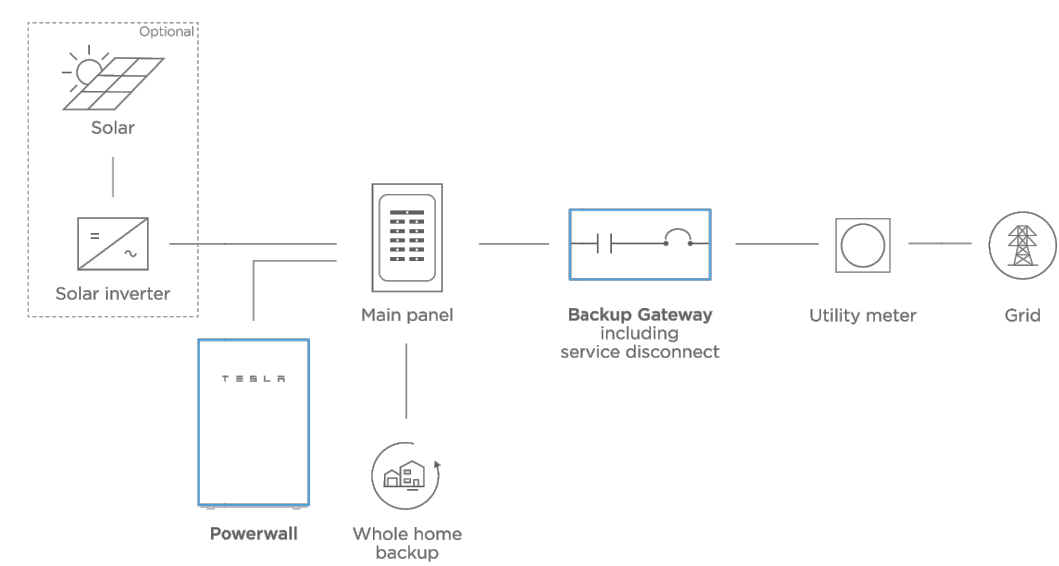 Optional
Solar
Solar inverter
TESLA
Powerwall
Main panel
Whole home
backup
Backup Gateway
including
service disconnect
Utility meter
Grid